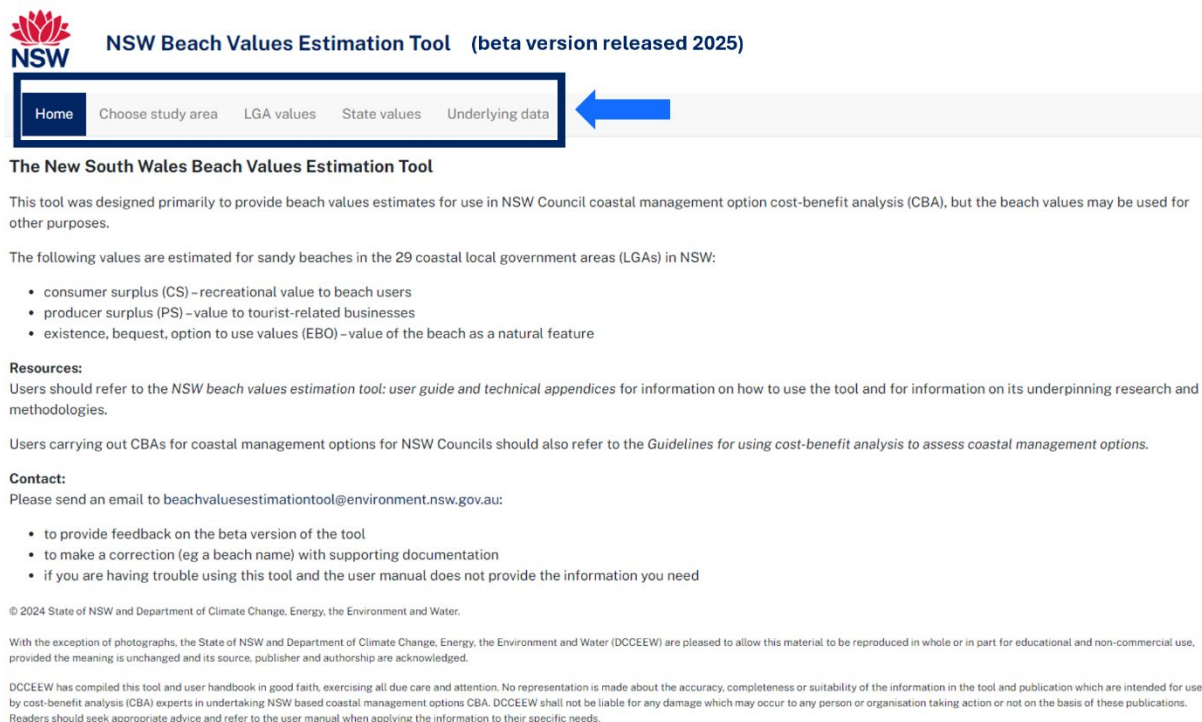 NSW
NSW Beach Values Estimation Tool (beta version released 2025)
Home Choose study area LGA values State values Underlying data
The New South Wales Beach Values Estimation Tool
This tool was designed primarily to provide beach values estimates for use in NSW Council coastal management option cost-benefit analysis (CBA), but the beach values may be used for
other purposes.
The following values are estimated for sandy beaches in the 29 coastal local government areas (LGAs) in NSW:
• consumer surplus (CS) – recreational value to beach users
• producer surplus (PS) – value to tourist-related businesses
• existence, bequest, option to use values (EBO) – value of the beach as a natural feature
Resources:
Users should refer to the NSW beach values estimation tool: user guide and technical appendices for information on how to use the tool and for information on its underpinning research and
methodologies.
Users carrying out CBAs for coastal management options for NSW Councils should also refer to the Guidelines for using cost-benefit analysis to assess coastal management options.
Contact:
Please send an email to beachvaluesestimationtool@environment.nsw.gov.au:
• to provide feedback on the beta version of the tool
• to make a correction (eg a beach name) with supporting documentation
• if you are having trouble using this tool and the user manual does not provide the information you need
© 2024 State of NSW and Department of Climate Change, Energy, the Environment and Water.
With the exception of photographs, the State of NSW and Department of Climate Change, Energy, the Environment and Water (DCCEEW) are pleased to allow this material to be reproduced in whole or in part for educational and non-commercial use,
provided the meaning is unchanged and its source, publisher and authorship are acknowledged.
DCCEEW has compiled this tool and user handbook in good faith, exercising all due care and attention. No representation is made about the accuracy, completeness or suitability of the information in the tool and publication which are intended for use
by cost-benefit analysis (CBA) experts in undertaking NSW based coastal management options CBA. DCCEEW shall not be liable for any damage which may occur to any person or organisation taking action or not on the basis of these publications.
Readers should seek appropriate advice and refer to the user manual when applying the information to their specific needs.